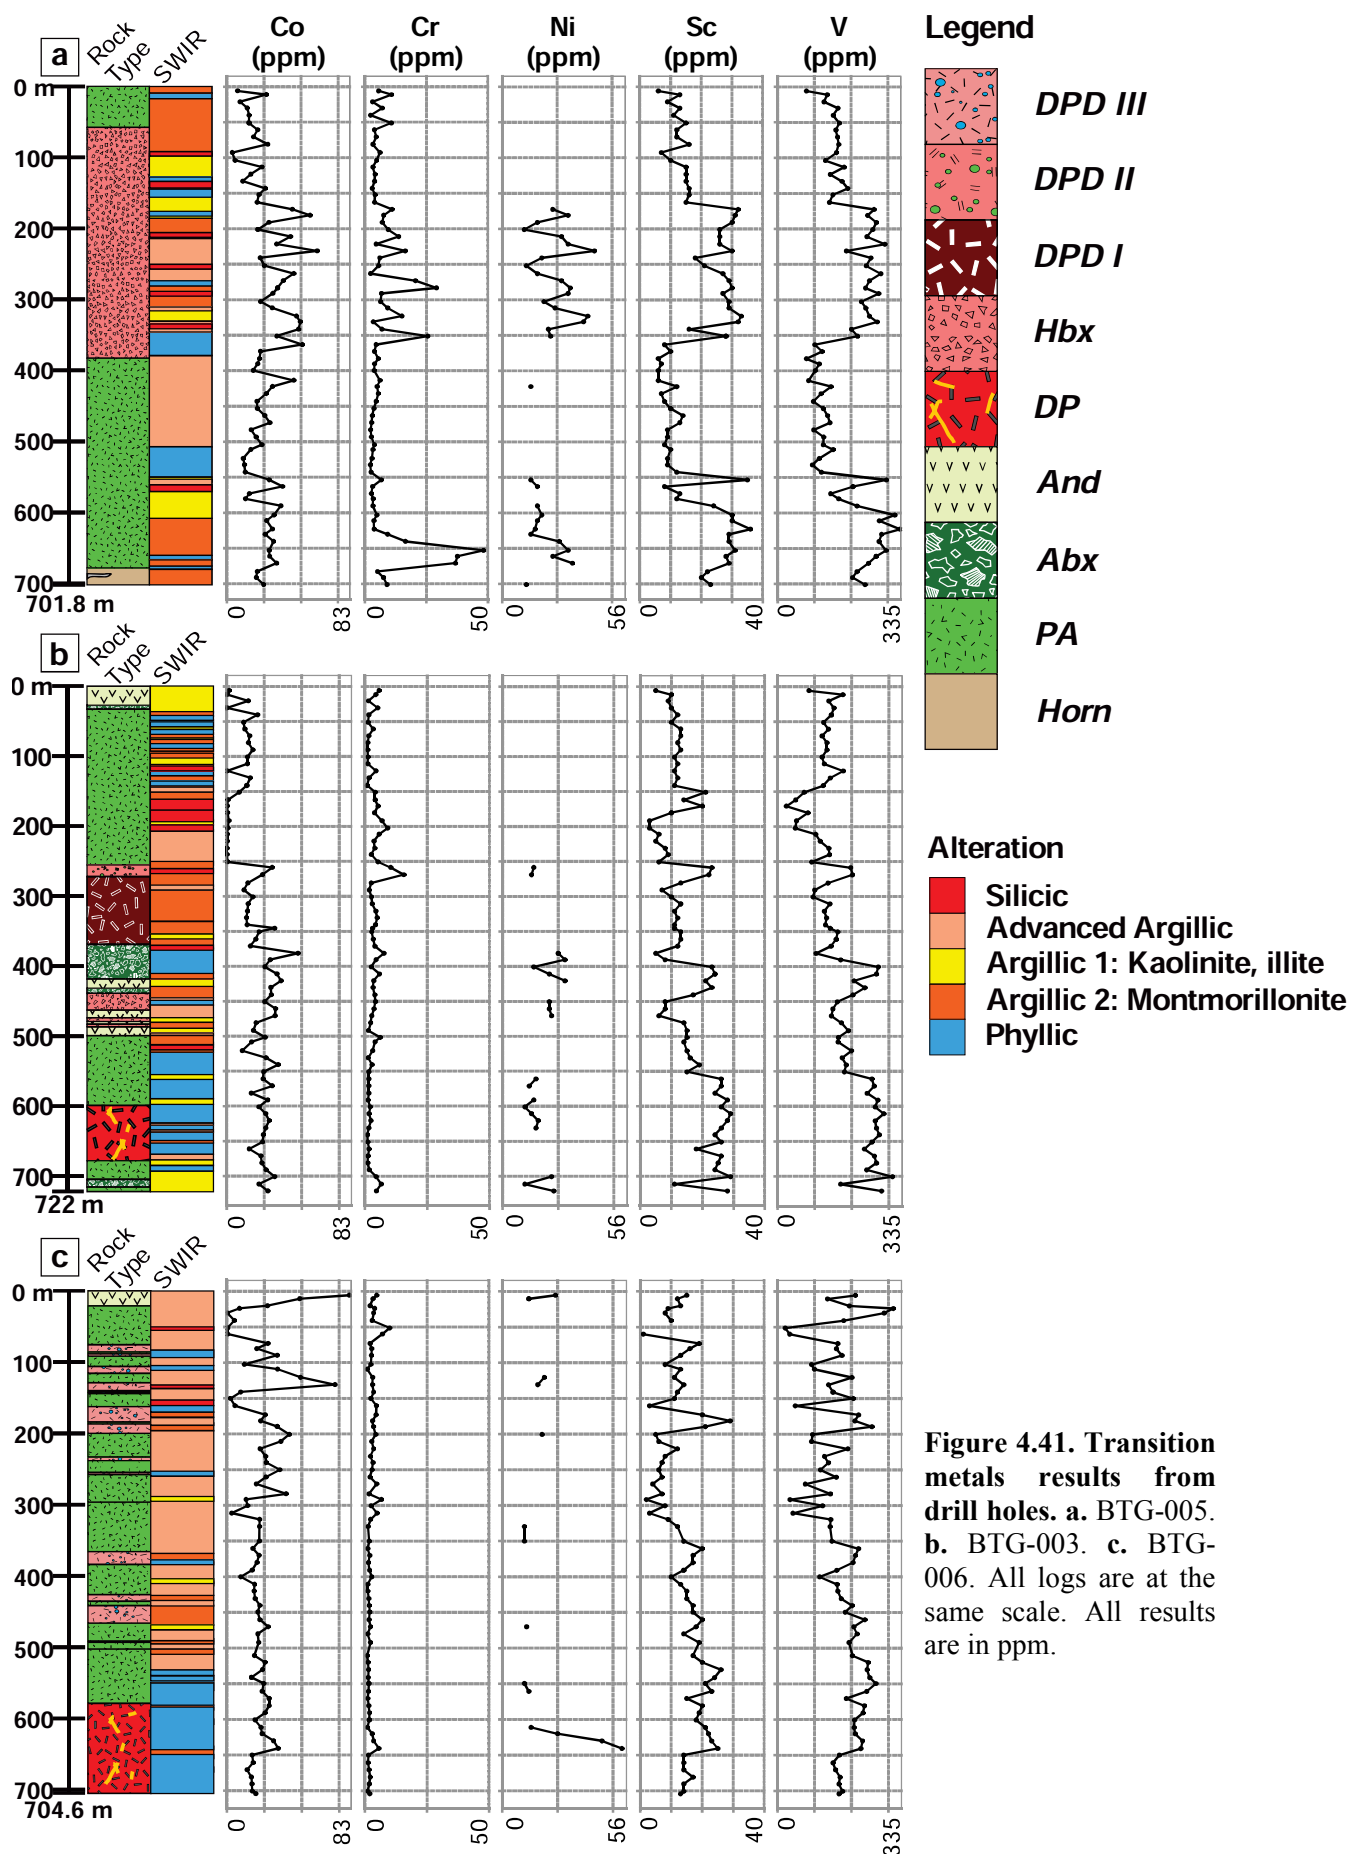 Co Cr Ni Sc V
(ppm) (ppm) (ppm) (ppm) (ppm)
a
Rock Type
SWIR
0 m
100
200
300
400
500
600
700
701.8 m
0 83 0 50 0 56 0 40 0 335
b
Rock Type
SWIR
0 m
100
200
300
400
500
600
700
722 m
0 83 0 50 0 56 0 40 0 335
c
Rock Type
SWIR
0 m
100
200
300
400
500
600
700
704.6 m
0 83 0 50 0 56 0 40 0 335
Legend
DPD III
DPD II
DPD I
Hbx
DP
And
Abx
PA
Horn
Alteration
Silicic
Advanced Argillic
Argillic 1: Kaolinite, illite
Argillic 2: Montmorillonite
Phyllic
Figure 4.41. Transition
metals results from
drill holes. a. BTG-005.
b. BTG-003. c. BTG-
006. All logs are at the
same scale. All results
are in ppm.